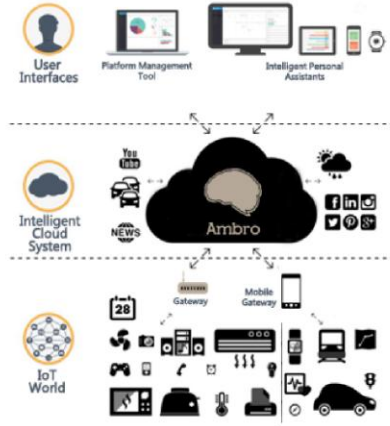 User
Interfaces
Platform Management
Tool
Intelligent Personal
Assistants
Intelligent
Cloud
System
You
Tube
NEWS
Ambro
f in
P g+
IoT
World
28
Gateway
Mobile
Gateway